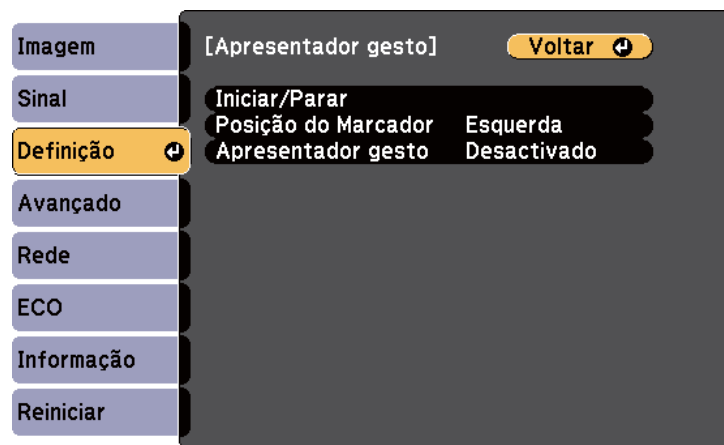 Imagem
Sinal
Definição
Avançado
Rede
ECO
Informação
Reiniciar
[Apresentador gesto] Voltar
Iniciar/Parar
Posição do Marcador Esquerda
Apresentador gesto Desactivado